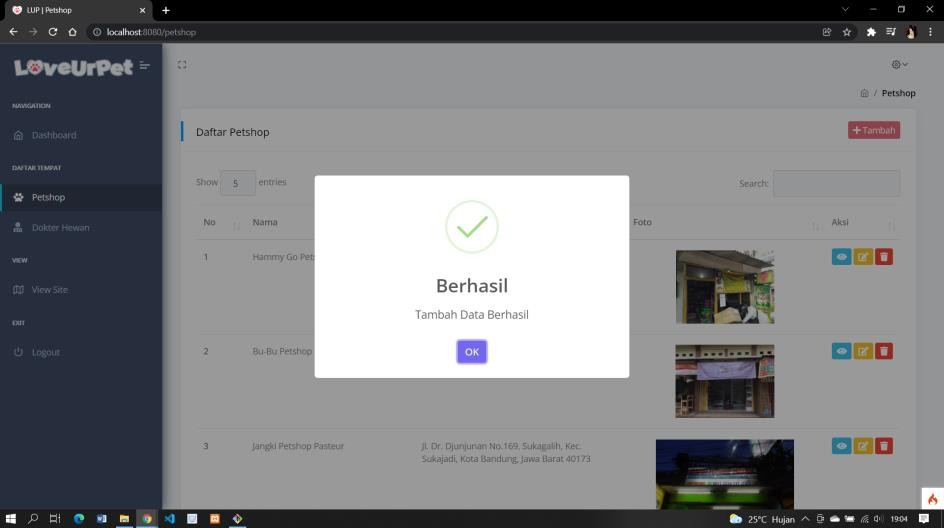 LUP | Petshop
localhost:8080/petshop
LoveUrPet
NAVIGATION
Dashboard
DAFTAR TEMPAT
Petshop
Dokter Hewan
VIEW
View Site
EXIT
Logout
/ Petshop
Daftar Petshop
Tambah
Show 5 entries
Search:
No Nama Foto Aksi
1 Hammy Go Pets
2 Bu-Bu Petshop
3 Jangki Petshop Pasteur Jl. Dr. Djunjunan No.169, Sukagalih, Kec.
Sukajadi, Kota Bandung, Jawa Barat 40173
Berhasil
Tambah Data Berhasil
OK
25°C Hujan 19:04